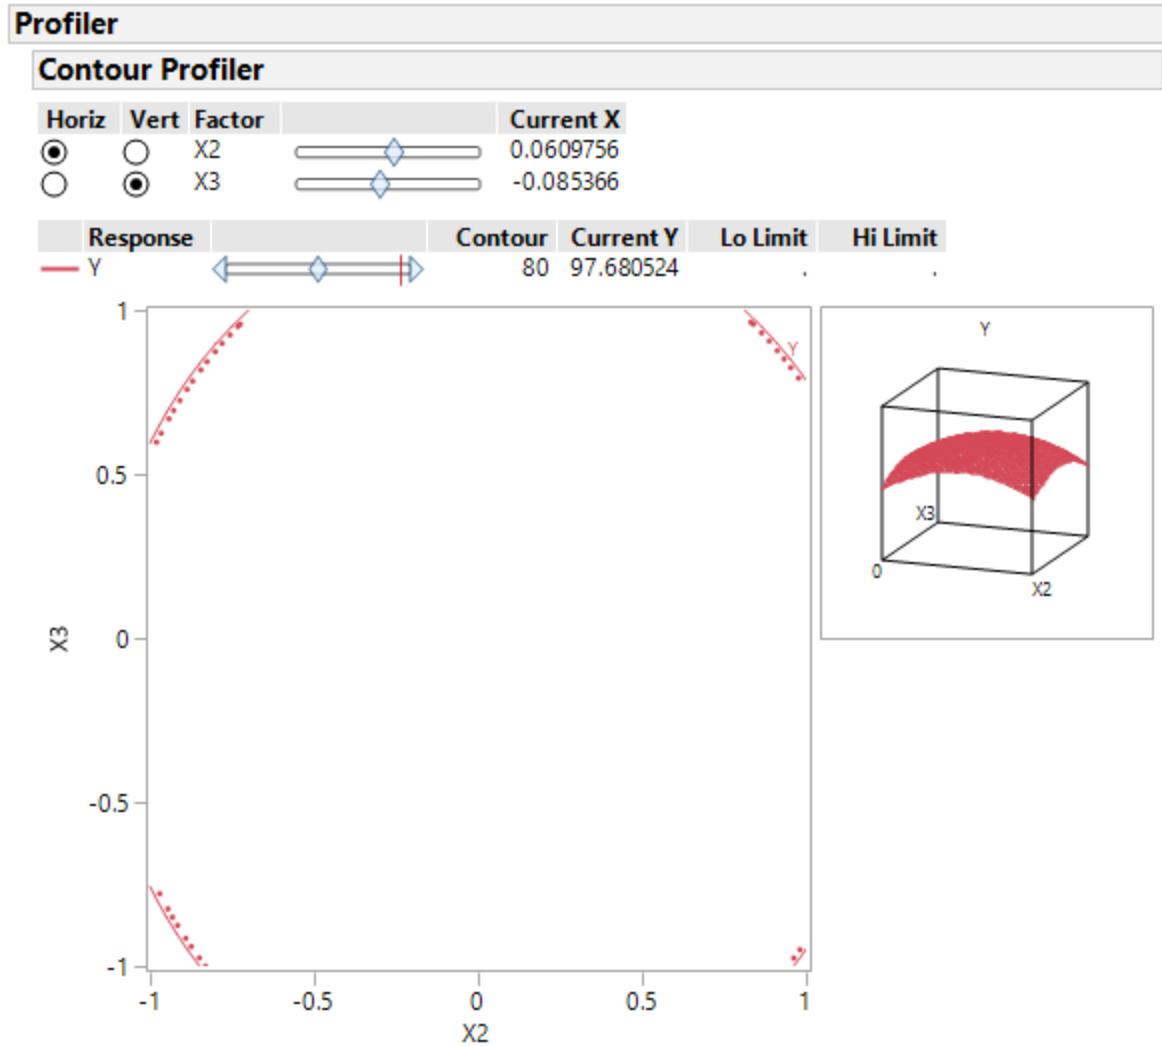 Profiler
Contour Profiler
Horiz Vert Factor Current X
X2 0.0609756
X3 -0.085366
Response Contour Current Y Lo Limit Hi Limit
Y 80 97.680524 . .
1
Y
Y
0.5
X3
0
X2
0
X3
-0.5
-1
-1 -0.5 0 0.5 1
X2